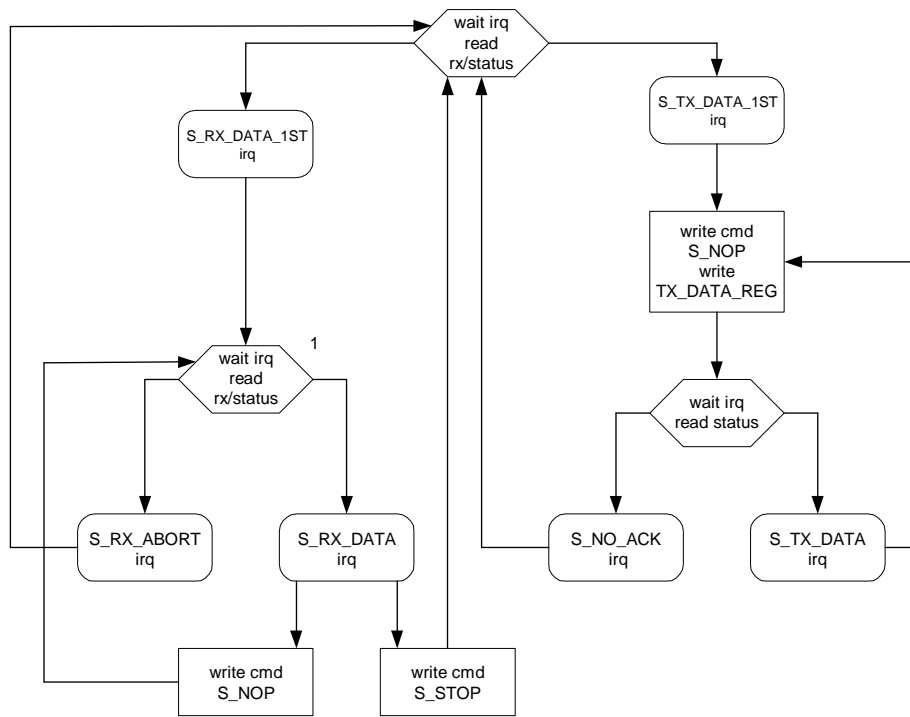 wait irq
read
rx/status
S_RX_DATA_1ST
irq
S_TX_DATA_1ST
irq
write cmd
S_NOP
write
TX_DATA_REG
1
wait irq
read
rx/status
wait irq
read status
S_RX_ABORT
irq
S_RX_DATA
irq
S_NO_ACK
irq
S_TX_DATA
irq
write cmd
S_NOP
write cmd
S_STOP